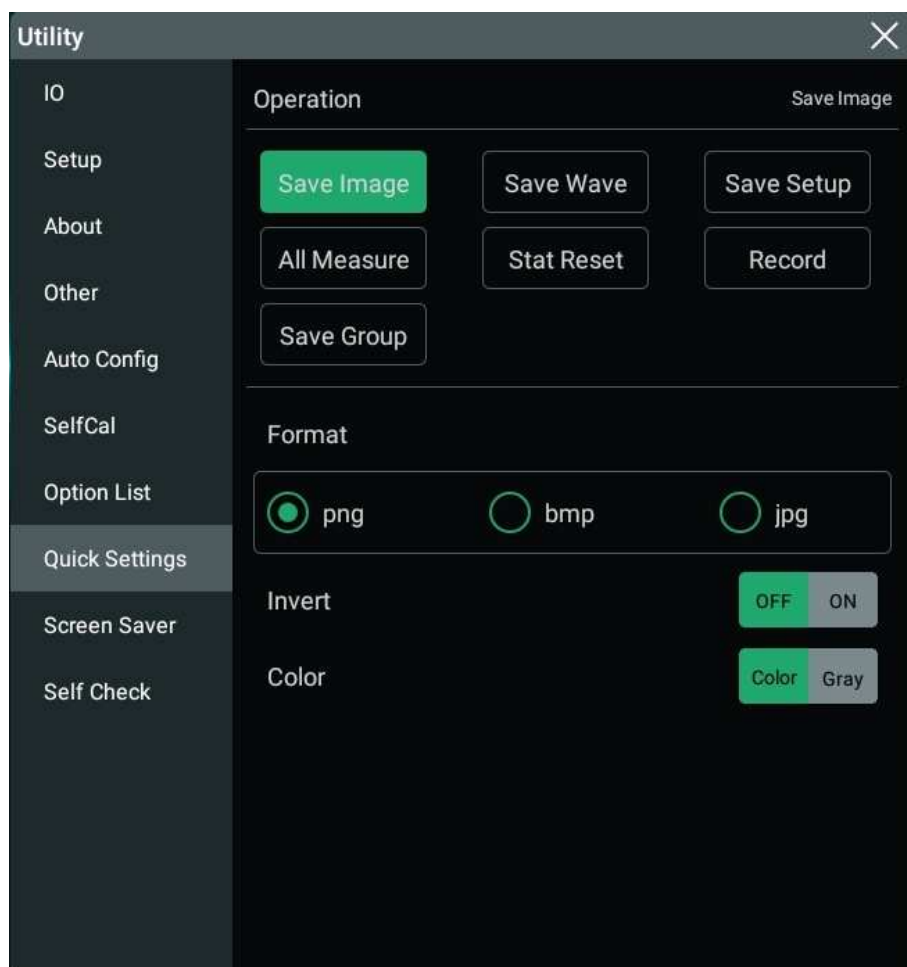 Utility
IO
Setup
About
Other
Auto Config
SelfCal
Option List
Quick Settings
Screen Saver
Self Check
Operation Save Image
Save Image Save Wave Save Setup
All Measure Stat Reset Record
Save Group
Format
png bmp jpg
Invert OFF ON
Color Color Gray